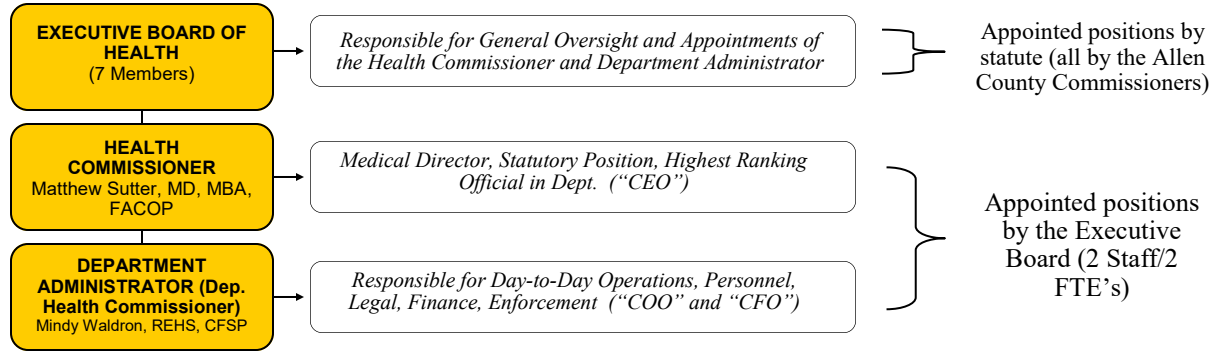 EXECUTIVE BOARD OF
HEALTH
(7 Members)
Responsible for General Oversight and Appointments of
the Health Commissioner and Department Administrator
Appointed positions by
statute (all by the Allen
County Commissioners)
HEALTH
COMMISSIONER
Matthew Sutter, MD, MBA,
FACOP
Medical Director, Statutory Position, Highest Ranking
Official in Dept.  (“CEO”)
Appointed positions
by the Executive
Board (2 Staff/2
FTE’s)
DEPARTMENT
ADMINISTRATOR (Dep.
Health Commissioner)
Mindy Waldron, REHS, CFSP
Responsible for Day-to-Day Operations, Personnel,
Legal, Finance, Enforcement  (“COO” and “CFO”)